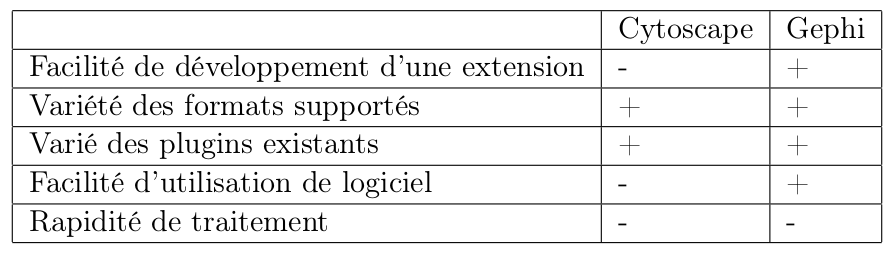 Cytoscape Gephi
Facilité de développement d'une extension - +
Variété des formats supportés + +
Varié des plugins existants + +
Facilité d'utilisation de logiciel - +
Rapidité de traitement - -